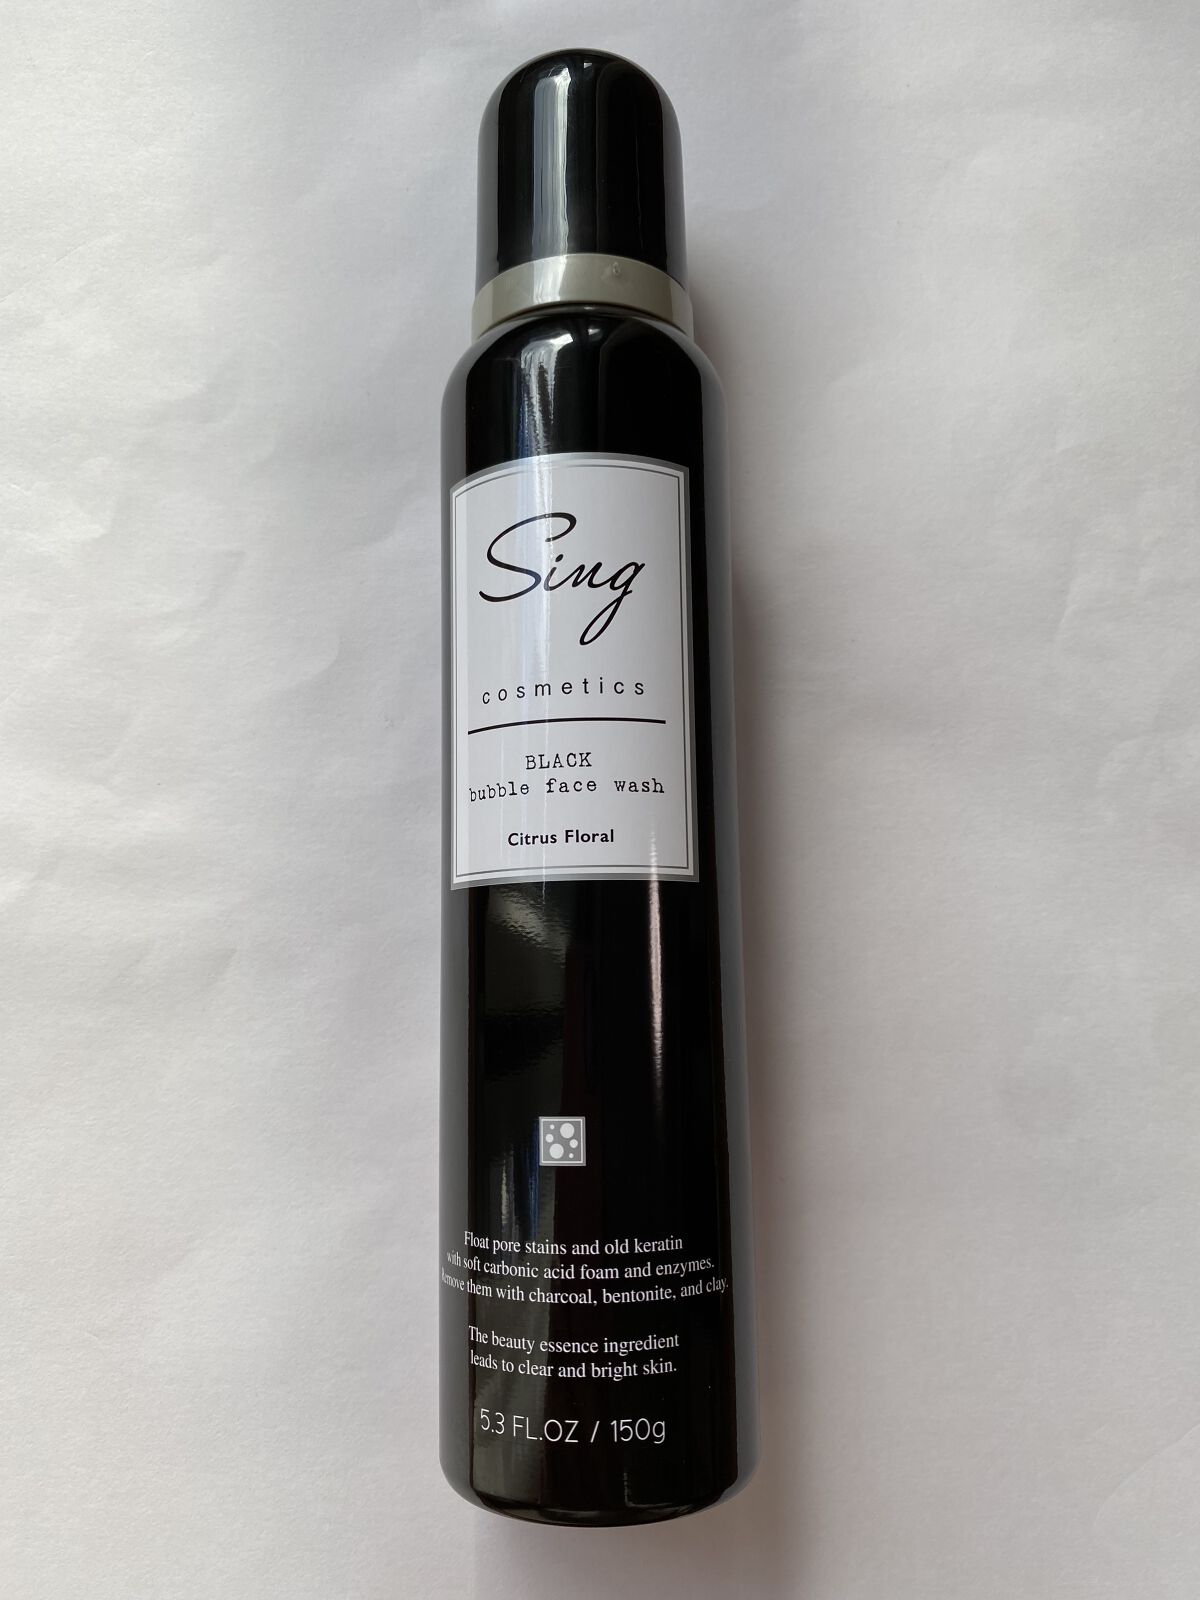 Sing
cosmetics
BLACK
bubble face wash
Citrus Floral
Float pore stains and old keratin
with soft carbonic acid foam and enzymes.
Remove them with charcoal, bentonite, and clay.
The beauty essence ingredient
leads to clear and bright skin.
5.3 FL.OZ / 150g